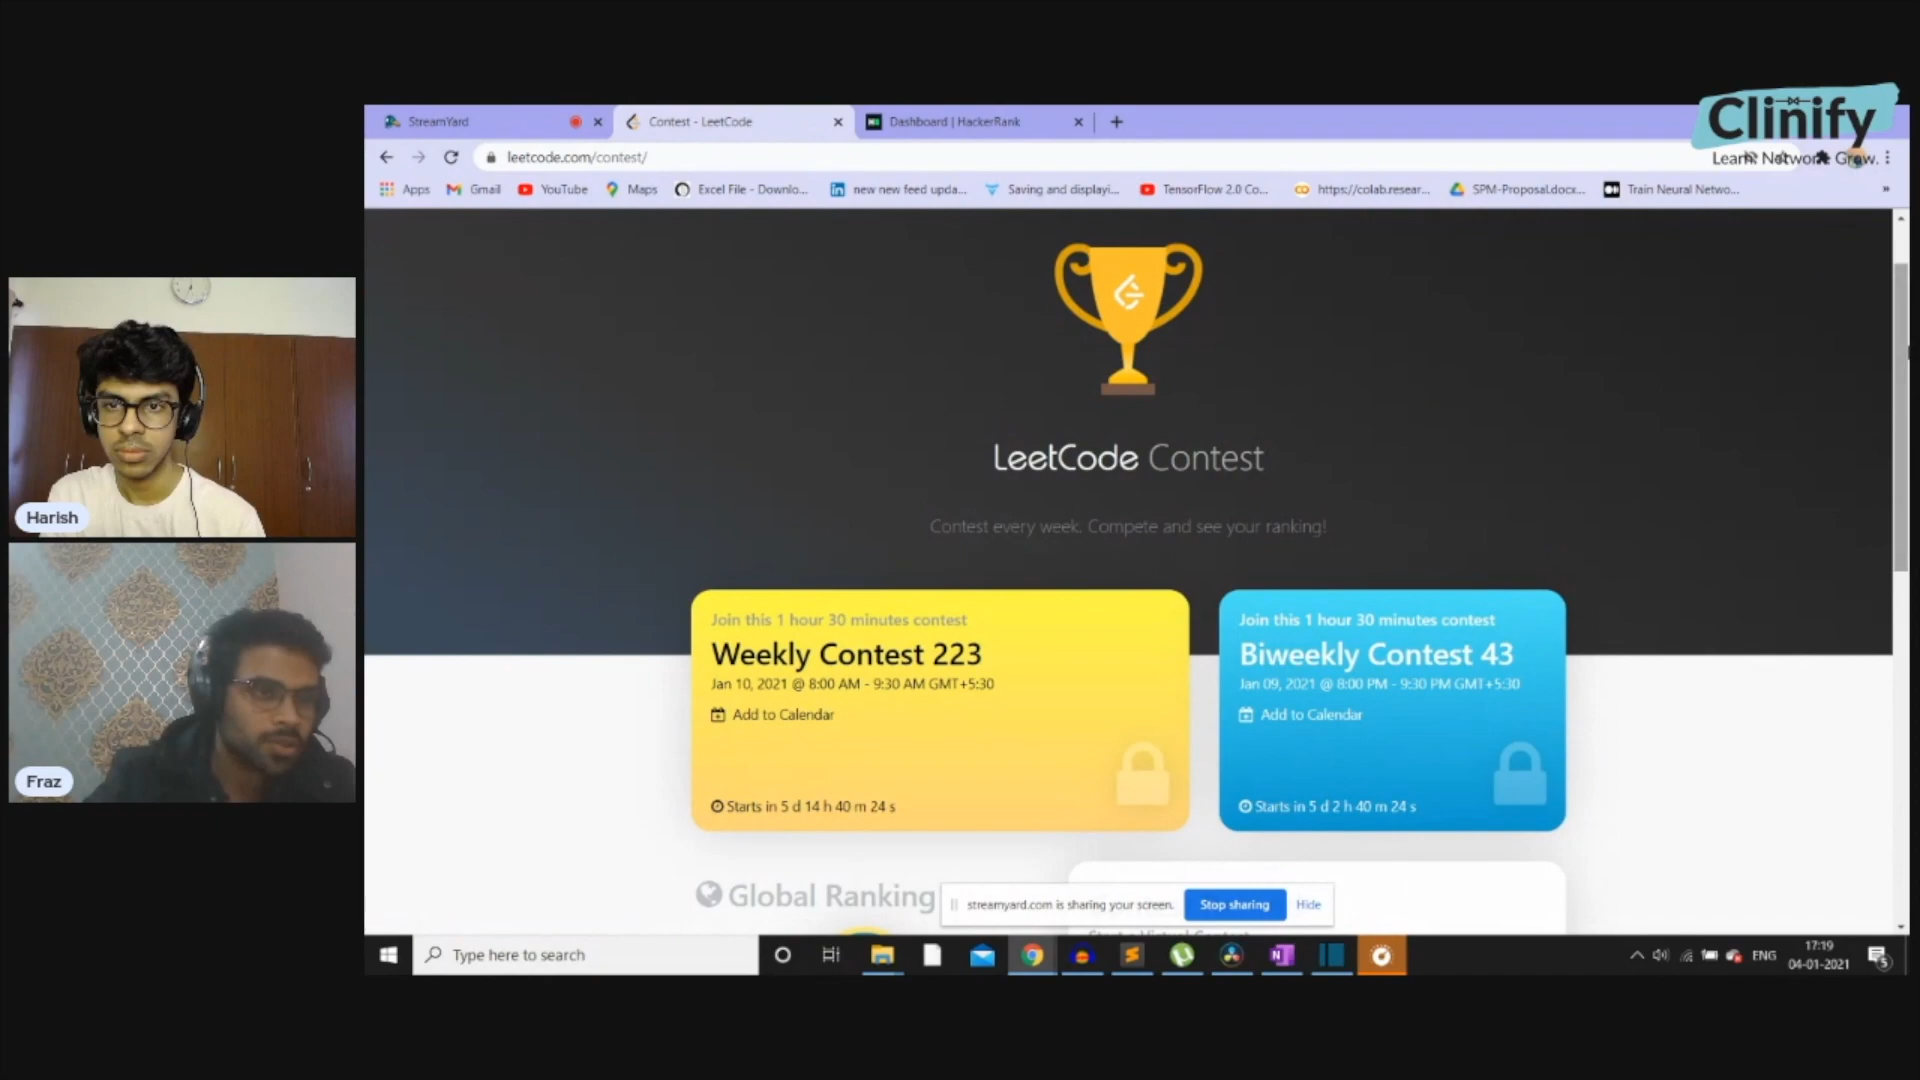 Clinify
Learn. Network. Grow.
StreamYard
Contest - LeetCode
Dashboard | HackerRank
leetcode.com/contest/
Apps
Gmail
YouTube
Maps
Excel File - Downlo...
new new feed upda...
Saving and displayi...
TensorFlow 2.0 Co...
https://colab.resear...
SPM-Proposal.docx...
Train Neural Netwo...
LeetCode Contest
Contest every week. Compete and see your ranking!
Join this 1 hour 30 minutes contest
Weekly Contest 223
Jan 10, 2021 @ 8:00 AM - 9:30 AM GMT+5:30
Add to Calendar
Starts in 5 d 14 h 40 m 24 s
Join this 1 hour 30 minutes contest
Biweekly Contest 43
Jan 09, 2021 @ 8:00 PM - 9:30 PM GMT+5:30
Add to Calendar
Starts in 5 d 2 h 40 m 24 s
Global Ranking
streamyard.com is sharing your screen.
Stop sharing
Hide
Harish
Fraz
Type here to search
ENG
17:19
04-01-2021
5